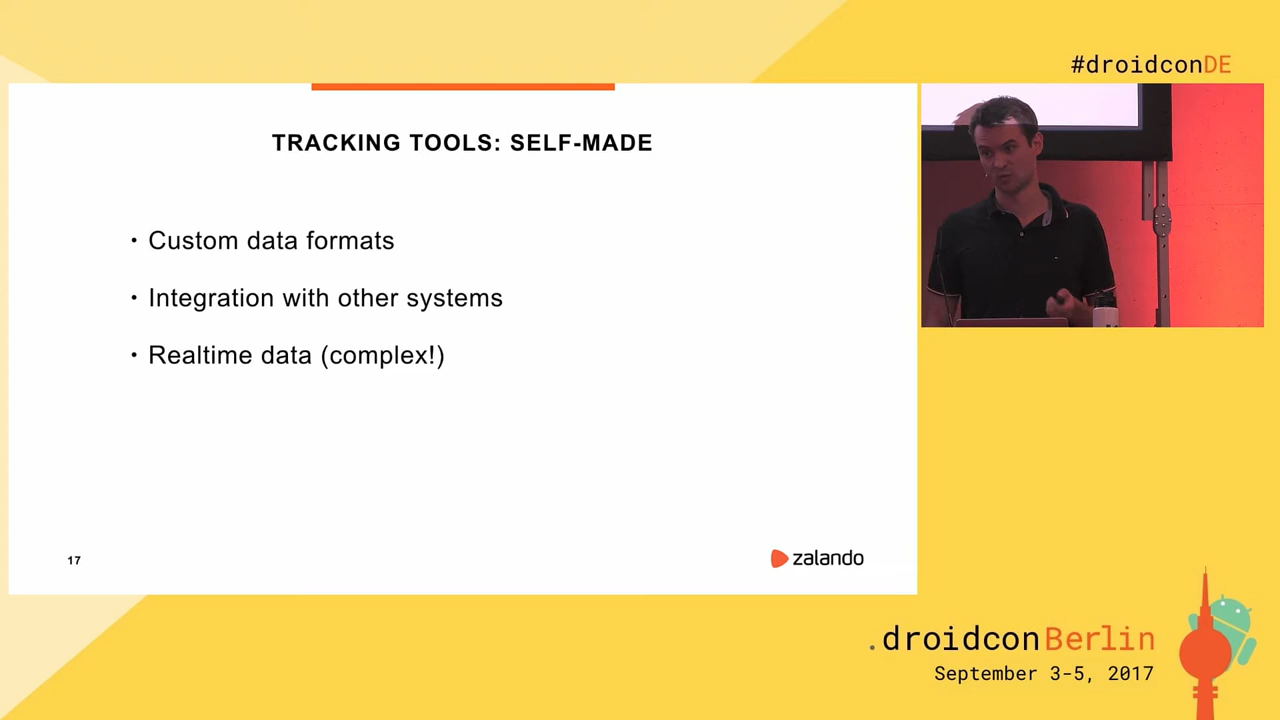 #droidconDE
TRACKING TOOLS: SELF-MADE
• Custom data formats
• Integration with other systems
• Realtime data (complex!)
17
zalando
.droidconBerlin
September 3-5, 2017